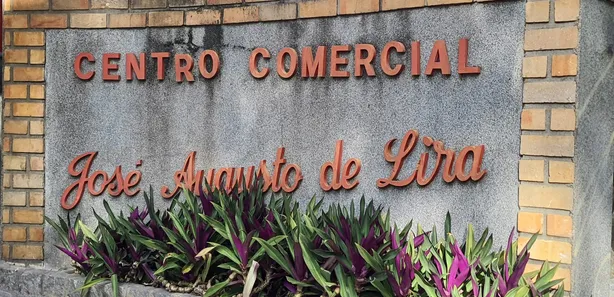 CENTRO COMERCIAL
José Augusto de Lira